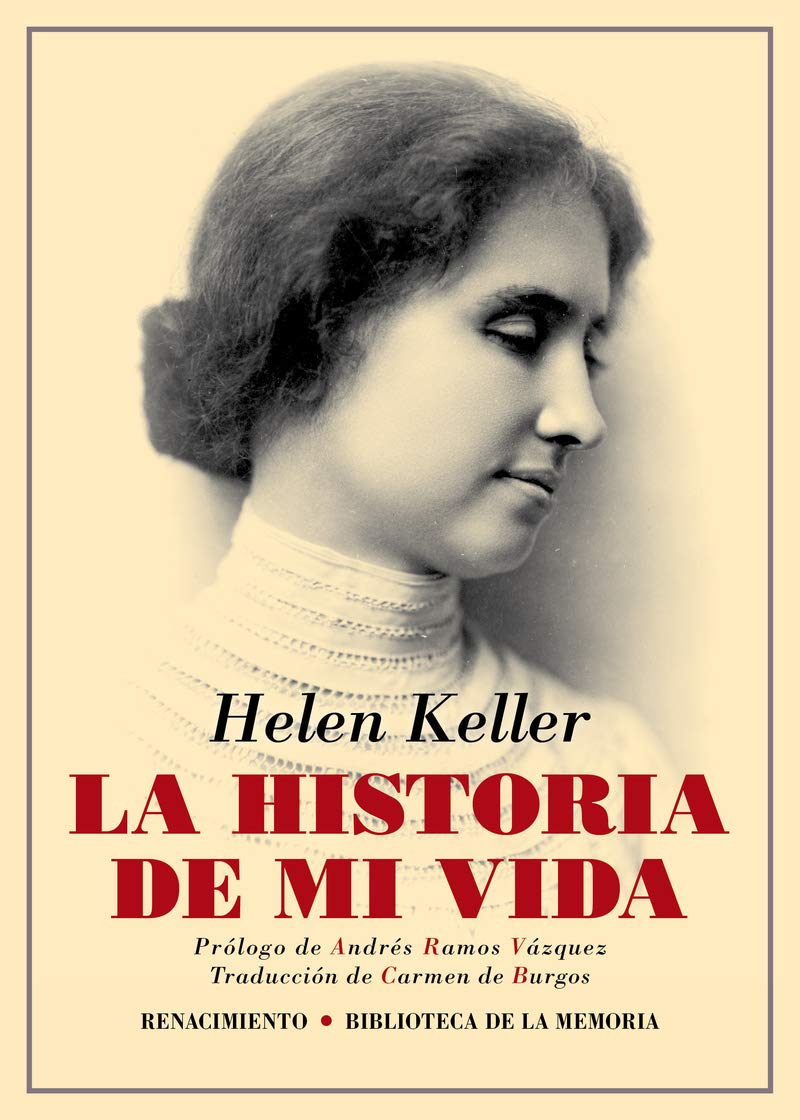 Helen Keller
LA HISTORIA
DE MI VIDA
Prólogo de Andrés Ramos Vázquez
Traducción de Carmen de Burgos
RENACIMIENTO • BIBLIOTECA DE LA MEMORIA